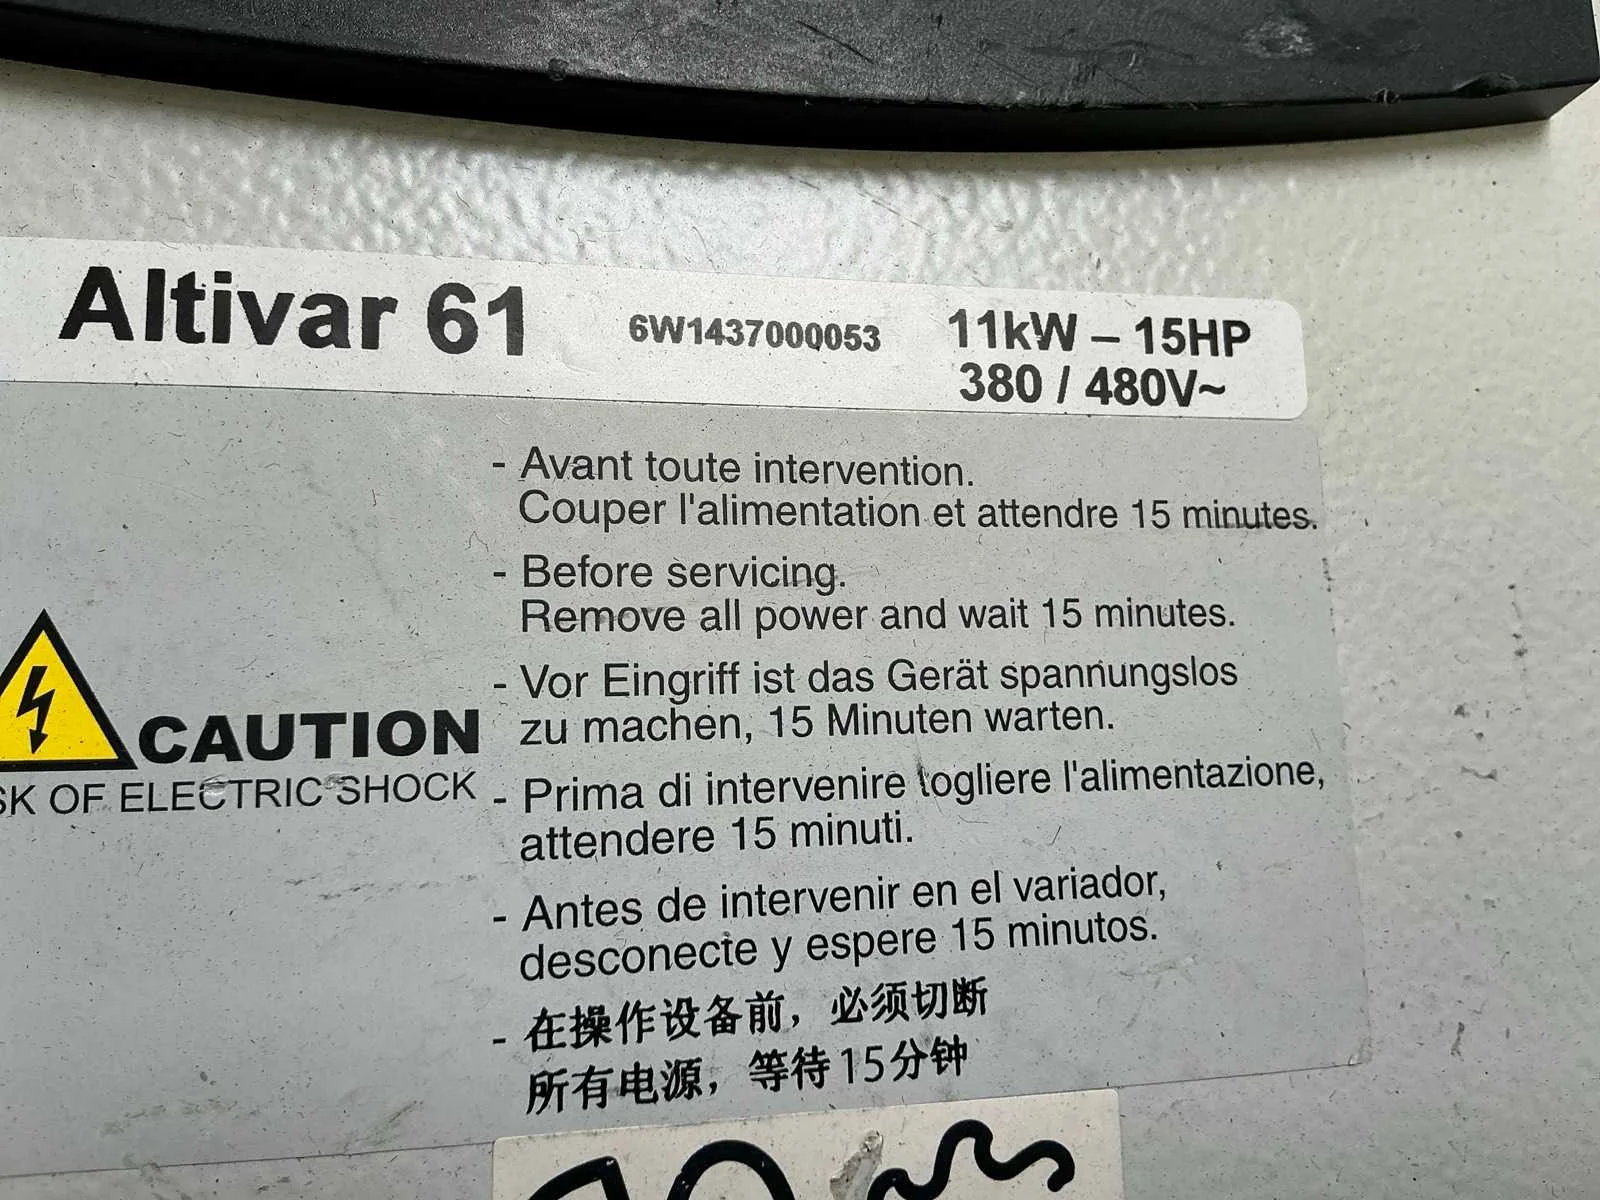 Altivar 61 6W1437000053 11kW – 15HP
380 / 480V~
- Avant toute intervention.
Couper l'alimentation et attendre 15 minutes.
- Before servicing.
Remove all power and wait 15 minutes.
- Vor Eingriff ist das Gerät spannungslos
zu machen, 15 Minuten warten.
CAUTION
SK OF ELECTRIC SHOCK
- Prima di intervenire togliere l'alimentazione,
attendere 15 minuti.
- Antes de intervenir en el variador,
desconecte y espere 15 minutos.
- 在操作设备前，必须切断
所有电源，等待15分钟